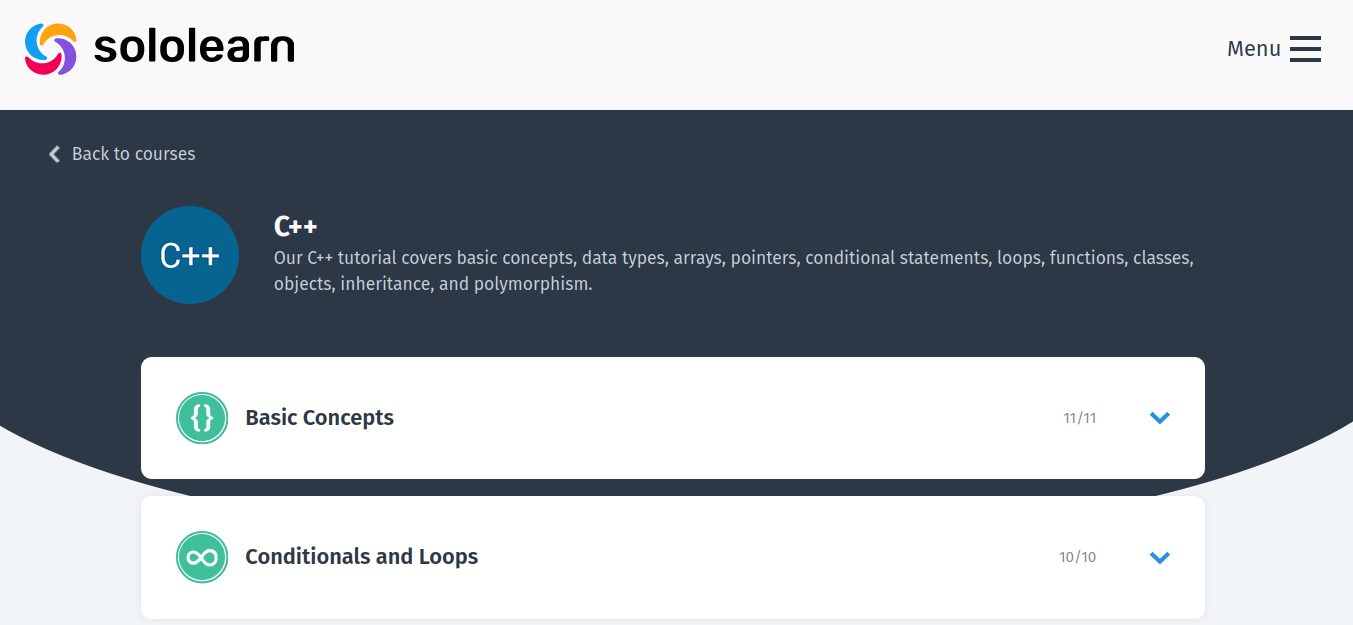 sololearn
Menu
Back to courses
C++
C++
Our C++ tutorial covers basic concepts, data types, arrays, pointers, conditional statements, loops, functions, classes,
objects, inheritance, and polymorphism.
{}
Basic Concepts
11/11
Conditionals and Loops
10/10